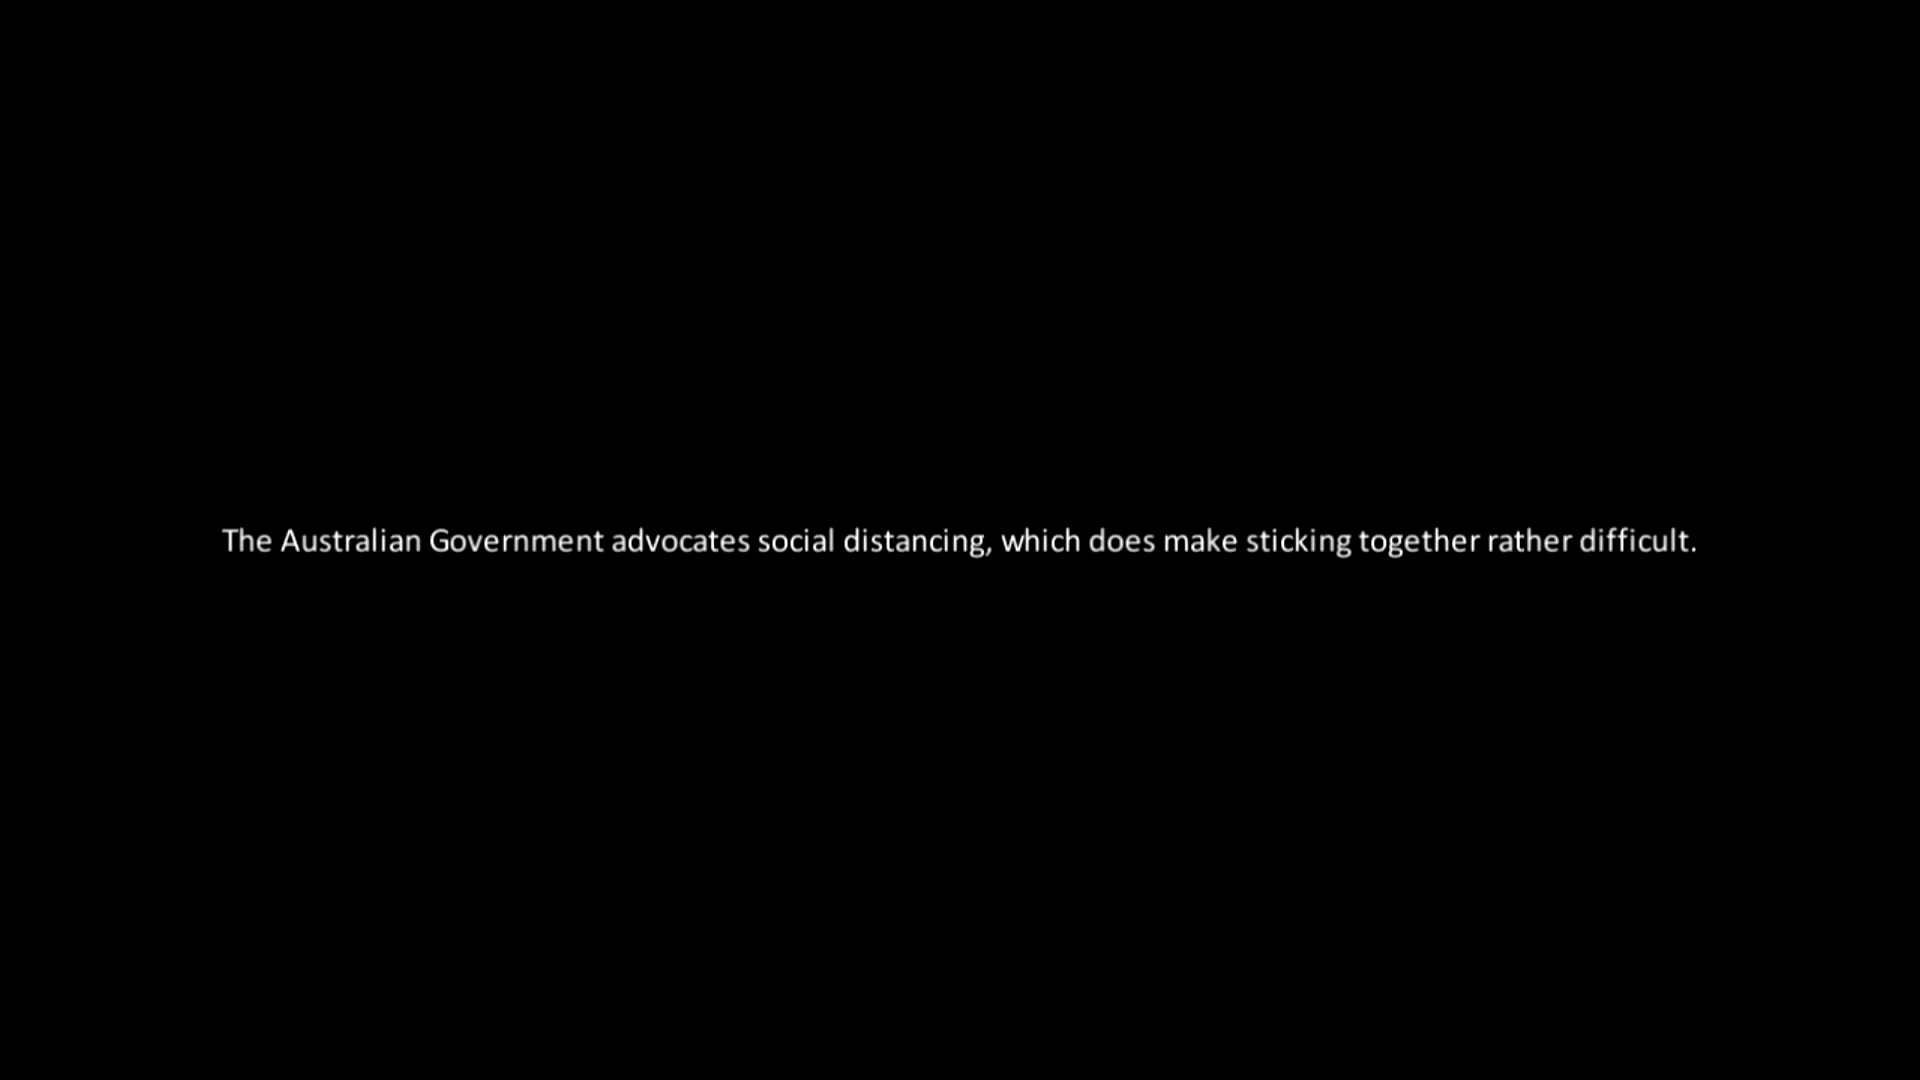 The Australian Government advocates social distancing, which does make sticking together rather difficult.